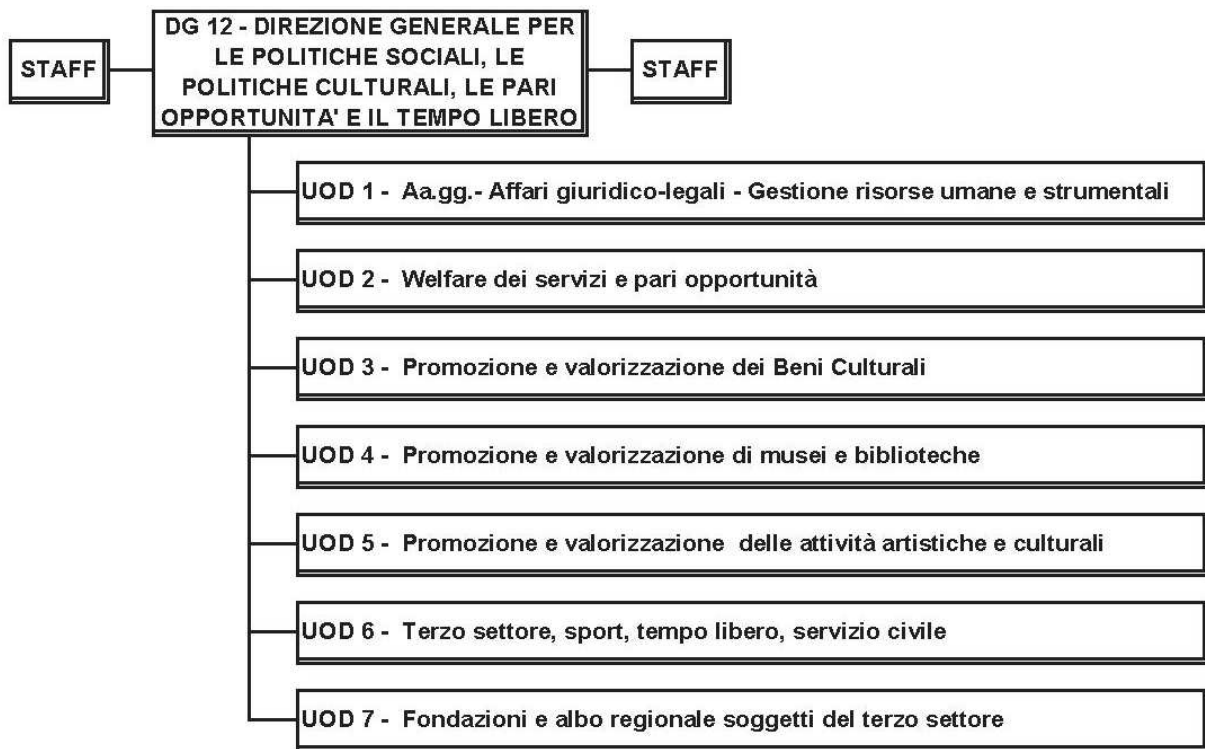 STAFF
DG 12 - DIREZIONE GENERALE PER
LE POLITICHE SOCIALI, LE
POLITICHE CULTURALI, LE PARI
OPPORTUNITA' E IL TEMPO LIBERO
STAFF
UOD 1 - Aa.gg.- Affari giuridico-legali - Gestione risorse umane e strumentali
UOD 2 - Welfare dei servizi e pari opportunità
UOD 3 - Promozione e valorizzazione dei Beni Culturali
UOD 4 - Promozione e valorizzazione di musei e biblioteche
UOD 5 - Promozione e valorizzazione delle attività artistiche e culturali
UOD 6 - Terzo settore, sport, tempo libero, servizio civile
UOD 7 - Fondazioni e albo regionale soggetti del terzo settore